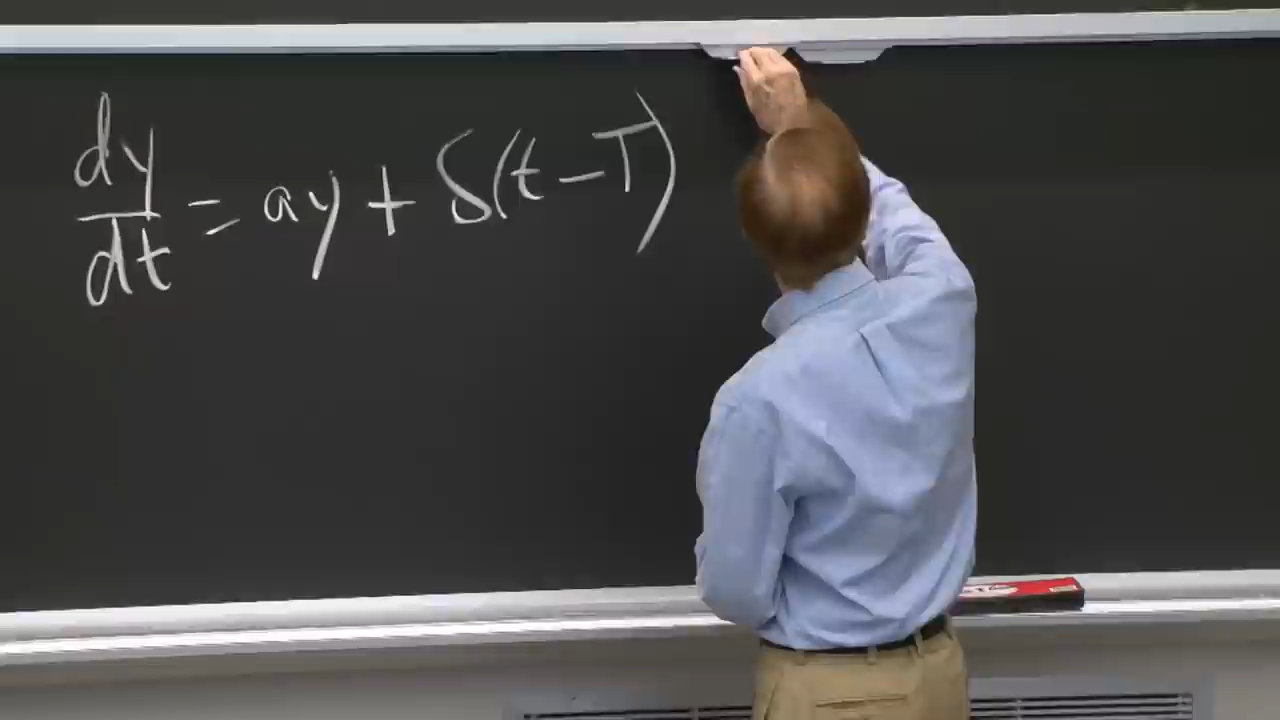 dy/dt = ay + δ(t − T)